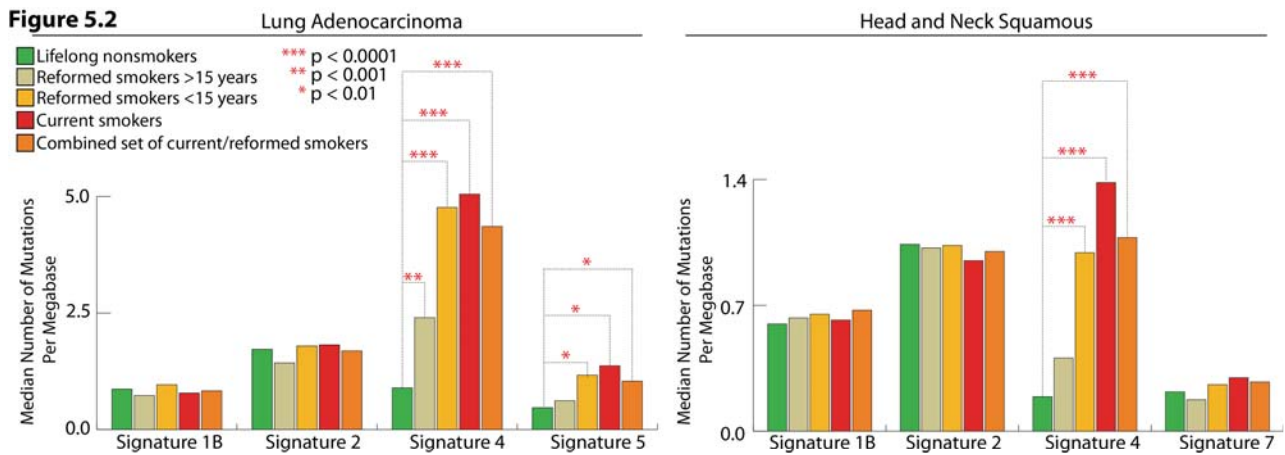 Figure 5.2
Lung Adenocarcinoma
Lifelong nonsmokers
Reformed smokers >15 years
Reformed smokers <15 years
Current smokers
Combined set of current/reformed smokers
*** p < 0.0001
** p < 0.001
* p < 0.01
***
***
***
**
*
*
*
Median Number of Mutations
Per Megabase
5.0
2.5
0.0
Signature 1B
Signature 2
Signature 4
Signature 5
Head and Neck Squamous
***
***
***
Median Number of Mutations
Per Megabase
1.4
0.7
0.0
Signature 1B
Signature 2
Signature 4
Signature 7